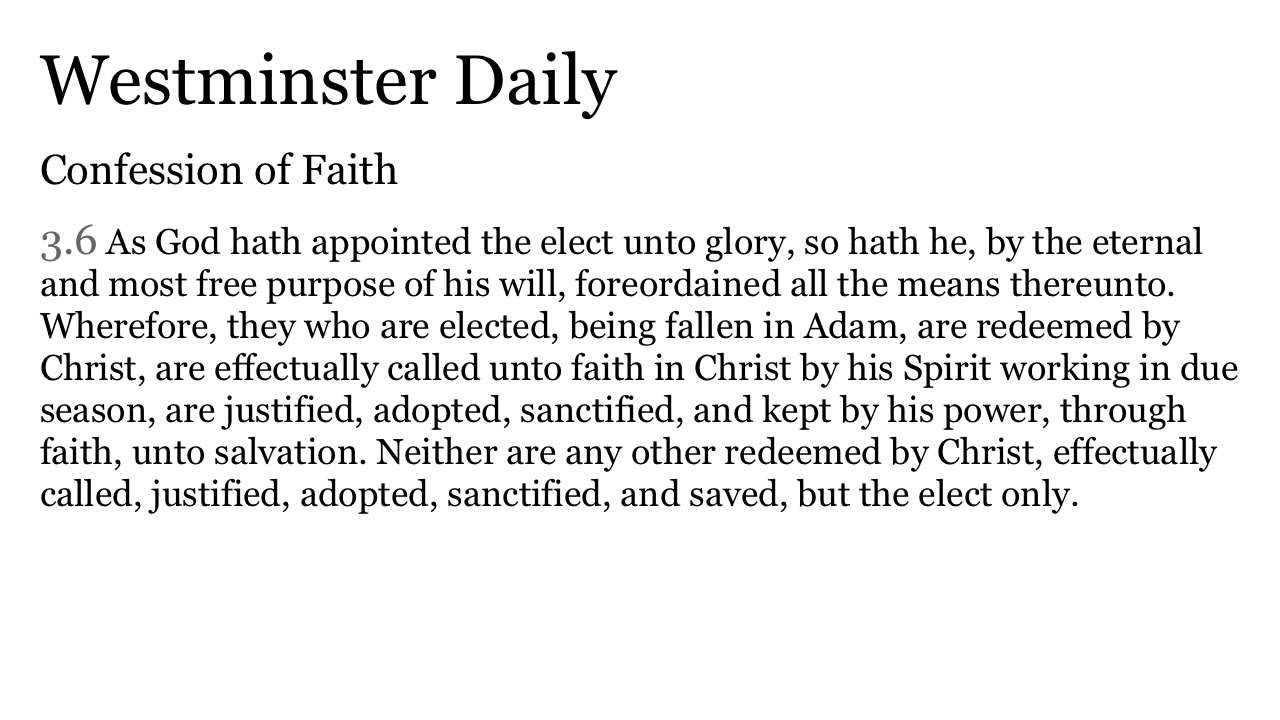 Westminster Daily
Confession of Faith
3.6 As God hath appointed the elect unto glory, so hath he, by the eternal
and most free purpose of his will, foreordained all the means thereunto.
Wherefore, they who are elected, being fallen in Adam, are redeemed by
Christ, are effectually called unto faith in Christ by his Spirit working in due
season, are justified, adopted, sanctified, and kept by his power, through
faith, unto salvation. Neither are any other redeemed by Christ, effectually
called, justified, adopted, sanctified, and saved, but the elect only.